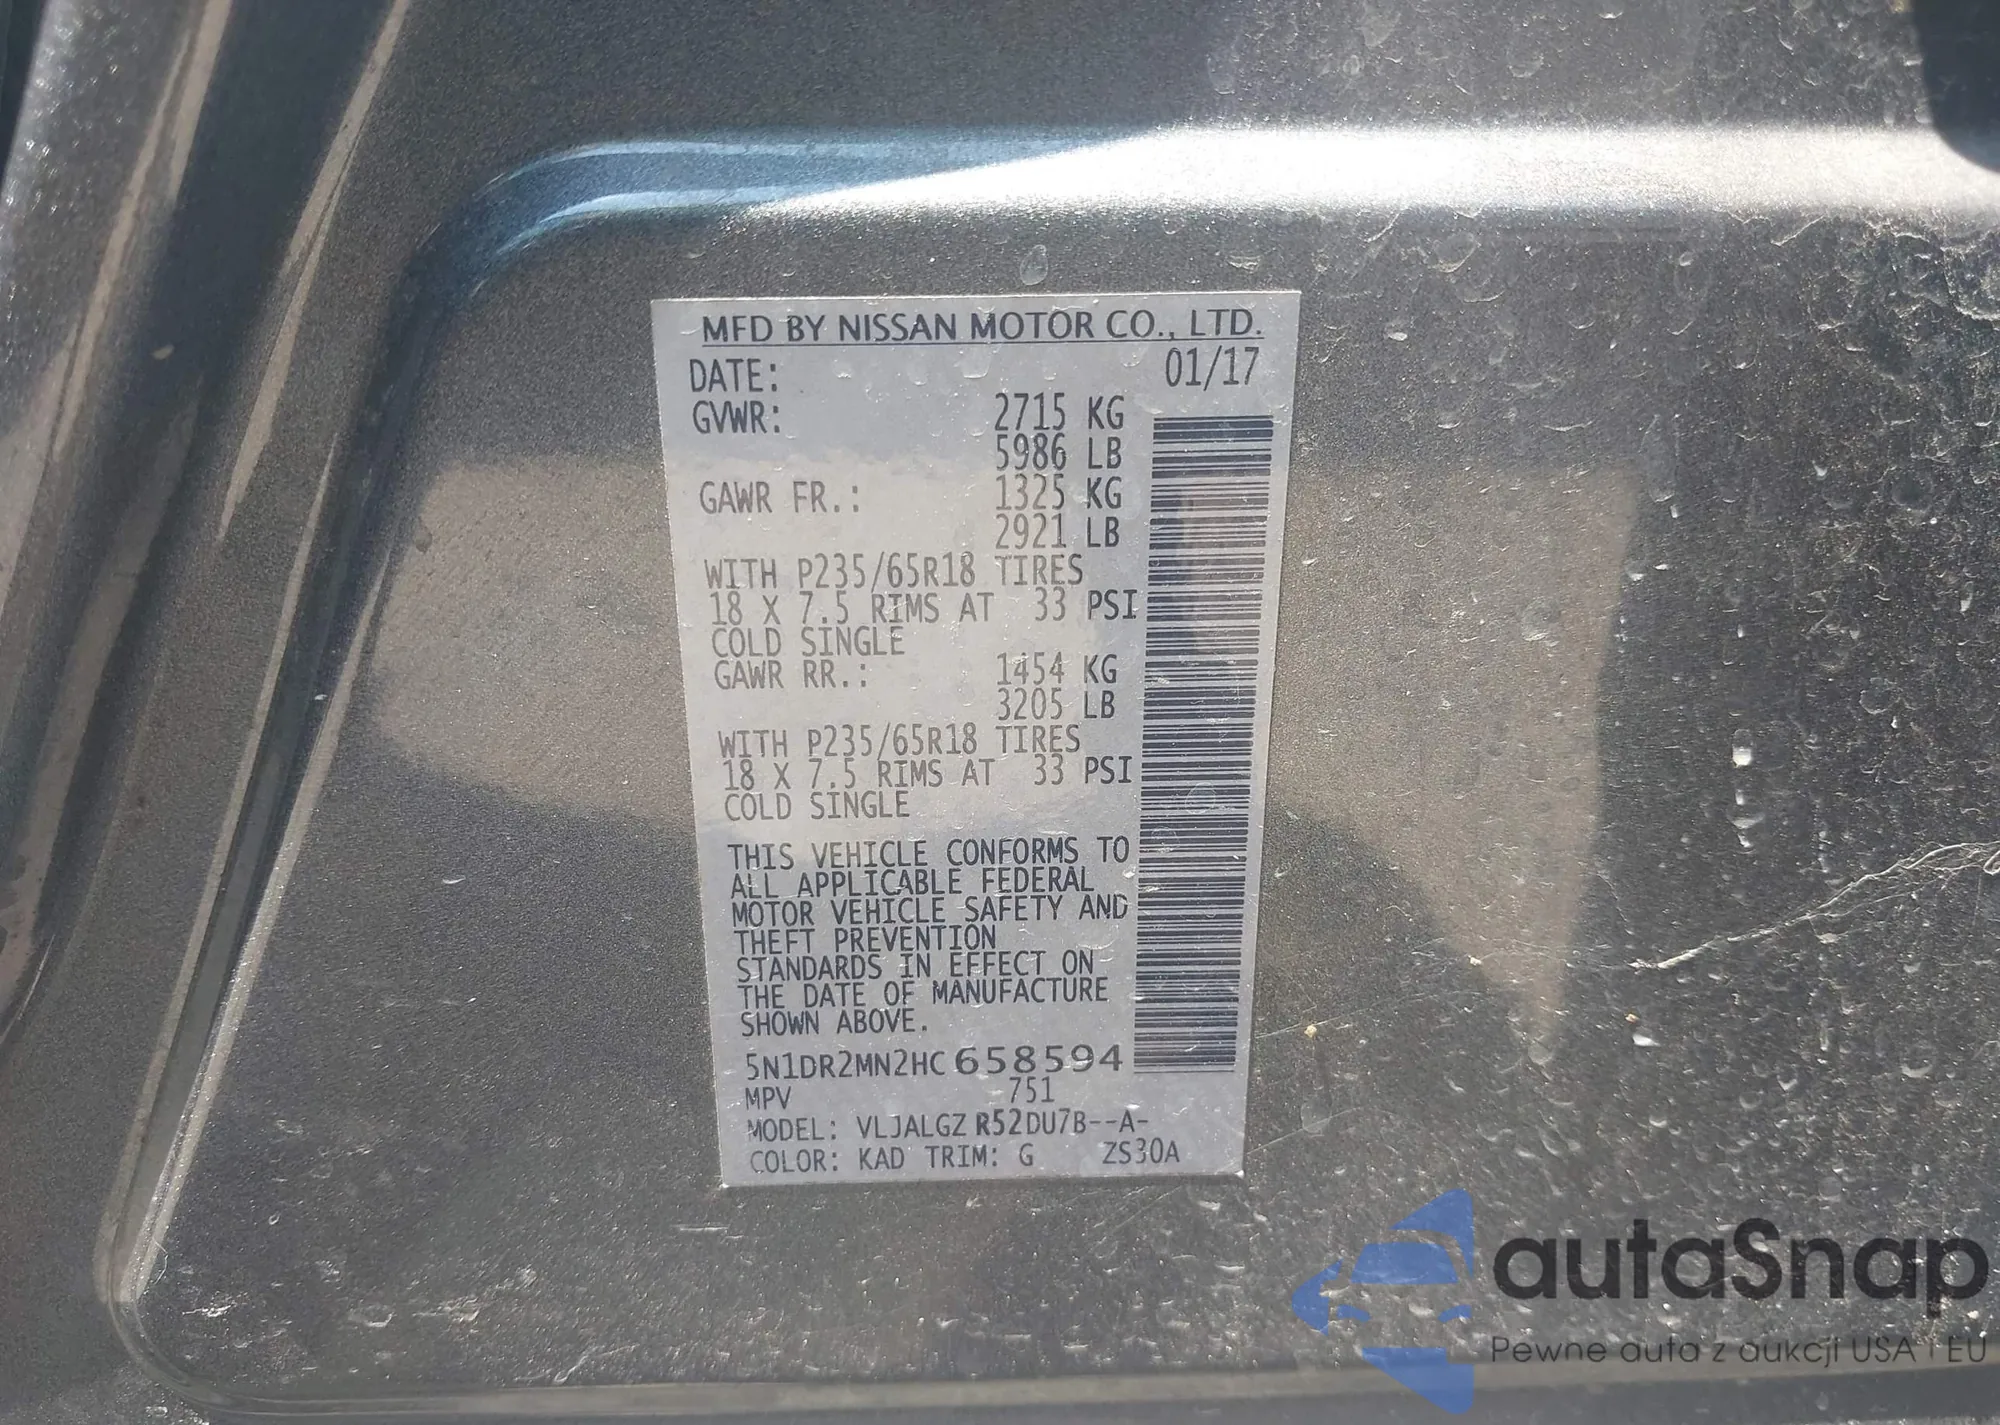 MFD BY NISSAN MOTOR CO., LTD.
DATE: 01/17
GVWR: 2715 KG
5986 LB
GAWR FR.: 1325 KG
2921 LB
WITH P235/65R18 TIRES
18 X 7.5 RIMS AT 33 PSI
COLD SINGLE
GAWR RR.: 1454 KG
3205 LB
WITH P235/65R18 TIRES
18 X 7.5 RIMS AT 33 PSI
COLD SINGLE
THIS VEHICLE CONFORMS TO
ALL APPLICABLE FEDERAL
MOTOR VEHICLE SAFETY AND
THEFT PREVENTION
STANDARDS IN EFFECT ON
THE DATE OF MANUFACTURE
SHOWN ABOVE.
5N1DR2MN2HC658594
MPV 751
MODEL: VLJALGZ R52DU7B--A-
COLOR: KAD TRIM: G ZS30A
autaSnap
Pewne auta z aukcji USA i EU